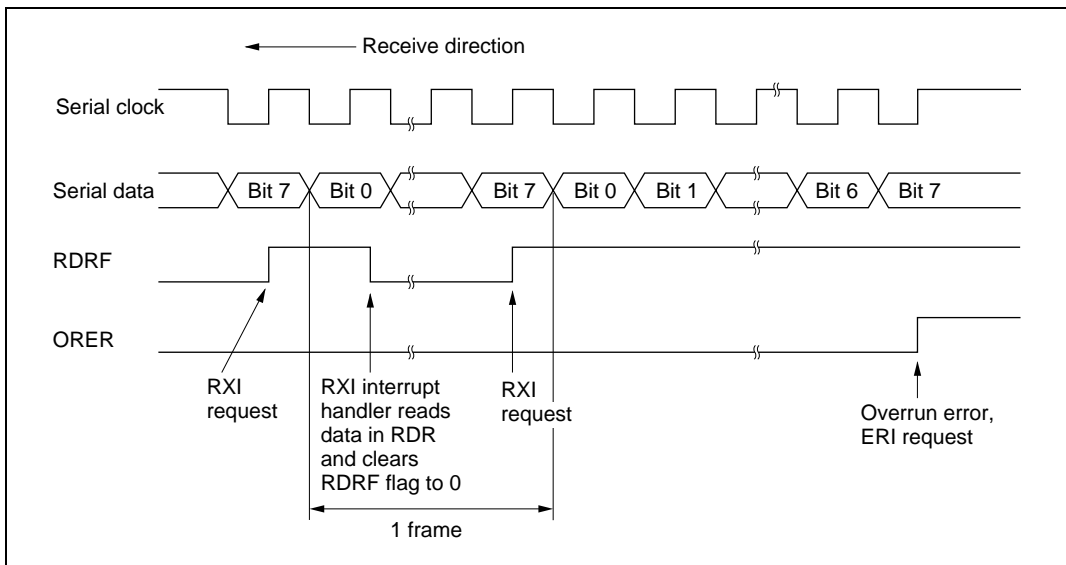 Receive direction
Serial clock
Serial data
Bit 7
Bit 0
Bit 7
Bit 0
Bit 1
Bit 6
Bit 7
RDRF
ORER
RXI
request
RXI interrupt
handler reads
data in RDR
and clears
RDRF flag to 0
RXI
request
Overrun error,
ERI request
1 frame